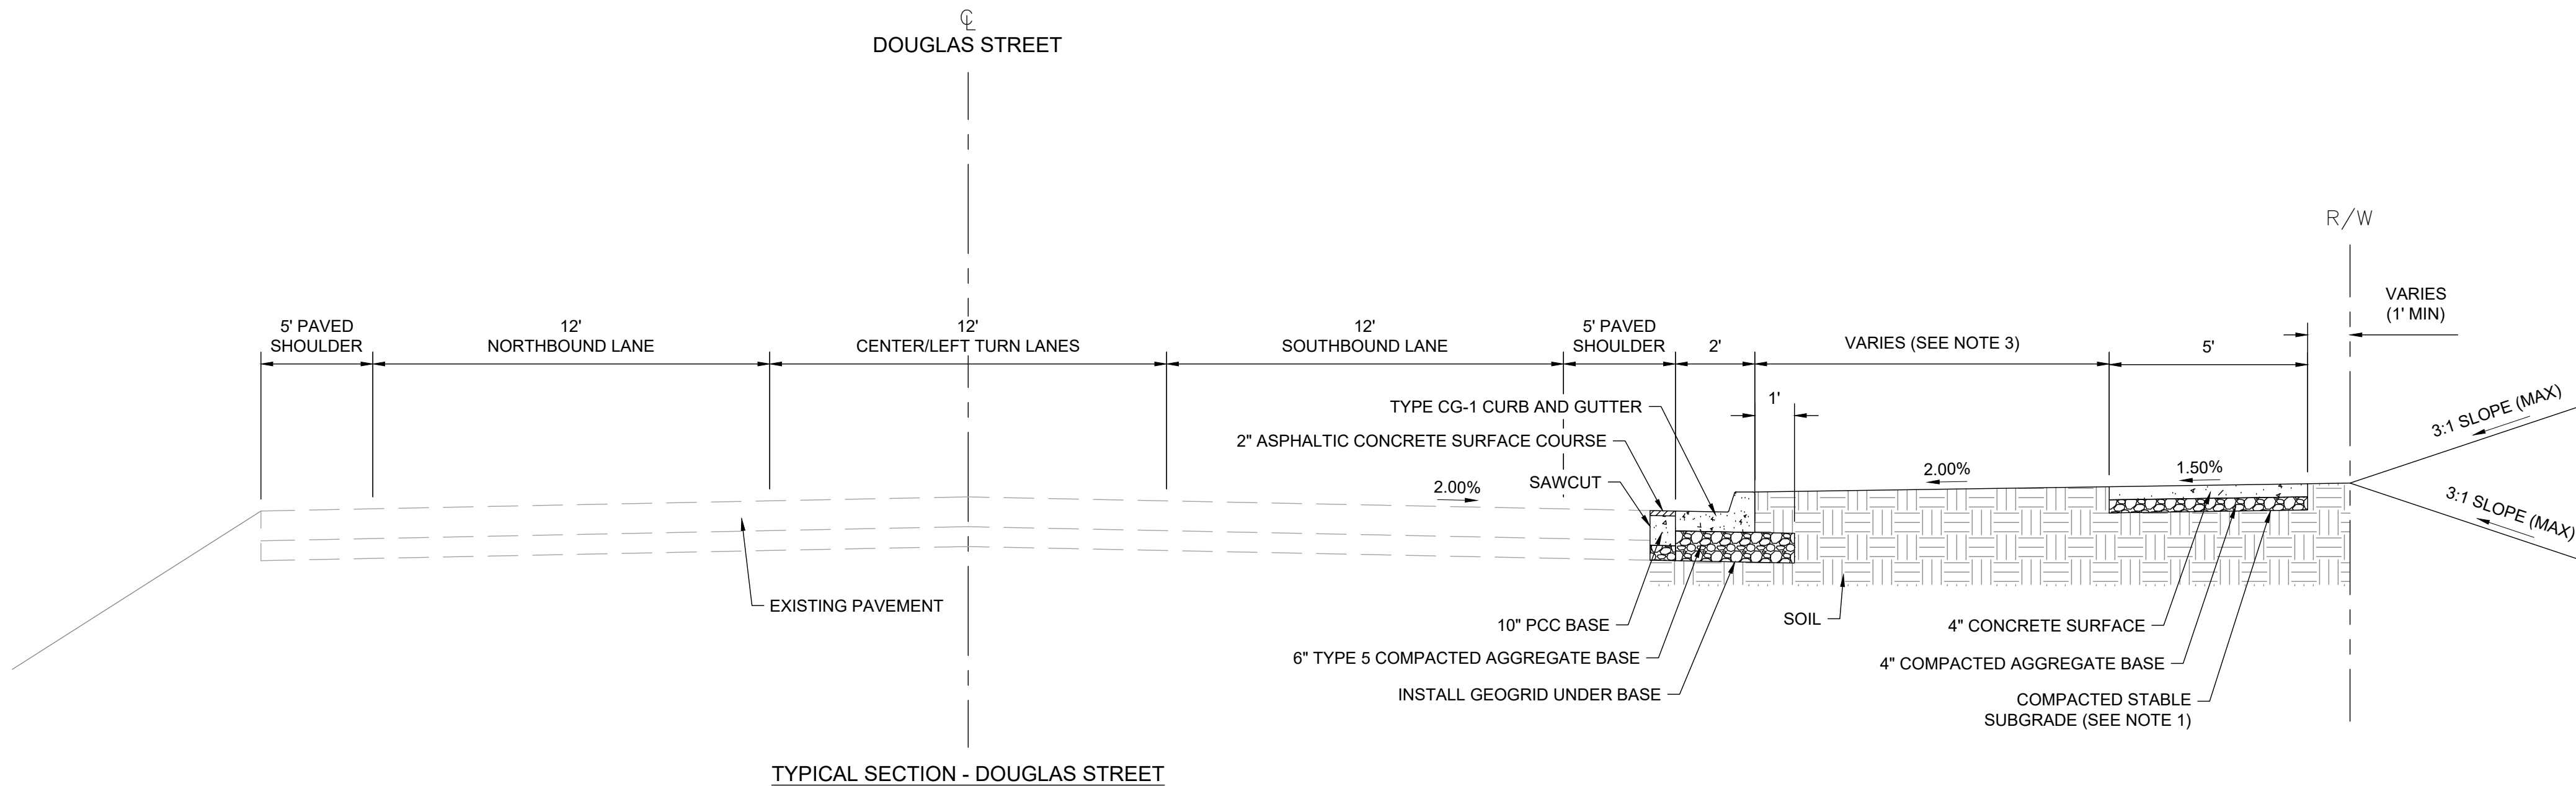 ℄
DOUGLAS STREET
R/W
VARIES
(1' MIN)
5' PAVED
SHOULDER
12'
NORTHBOUND LANE
12'
CENTER/LEFT TURN LANES
12'
SOUTHBOUND LANE
5' PAVED
SHOULDER
2'
VARIES (SEE NOTE 3)
5'
1'
TYPE CG-1 CURB AND GUTTER
2" ASPHALTIC CONCRETE SURFACE COURSE
SAWCUT
2.00%
2.00%
1.50%
3:1 SLOPE (MAX)
3:1 SLOPE (MAX)
EXISTING PAVEMENT
10" PCC BASE
6" TYPE 5 COMPACTED AGGREGATE BASE
INSTALL GEOGRID UNDER BASE
SOIL
4" CONCRETE SURFACE
4" COMPACTED AGGREGATE BASE
COMPACTED STABLE
SUBGRADE (SEE NOTE 1)
TYPICAL SECTION - DOUGLAS STREET